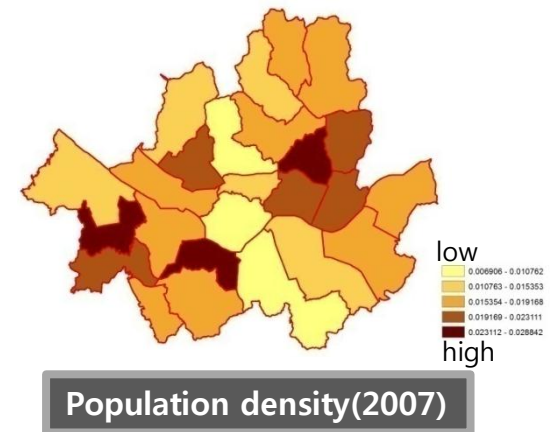 low
0.006906 - 0.010762
0.010763 - 0.015353
0.015354 - 0.019168
0.019169 - 0.023111
0.023112 - 0.028842
high
Population density(2007)